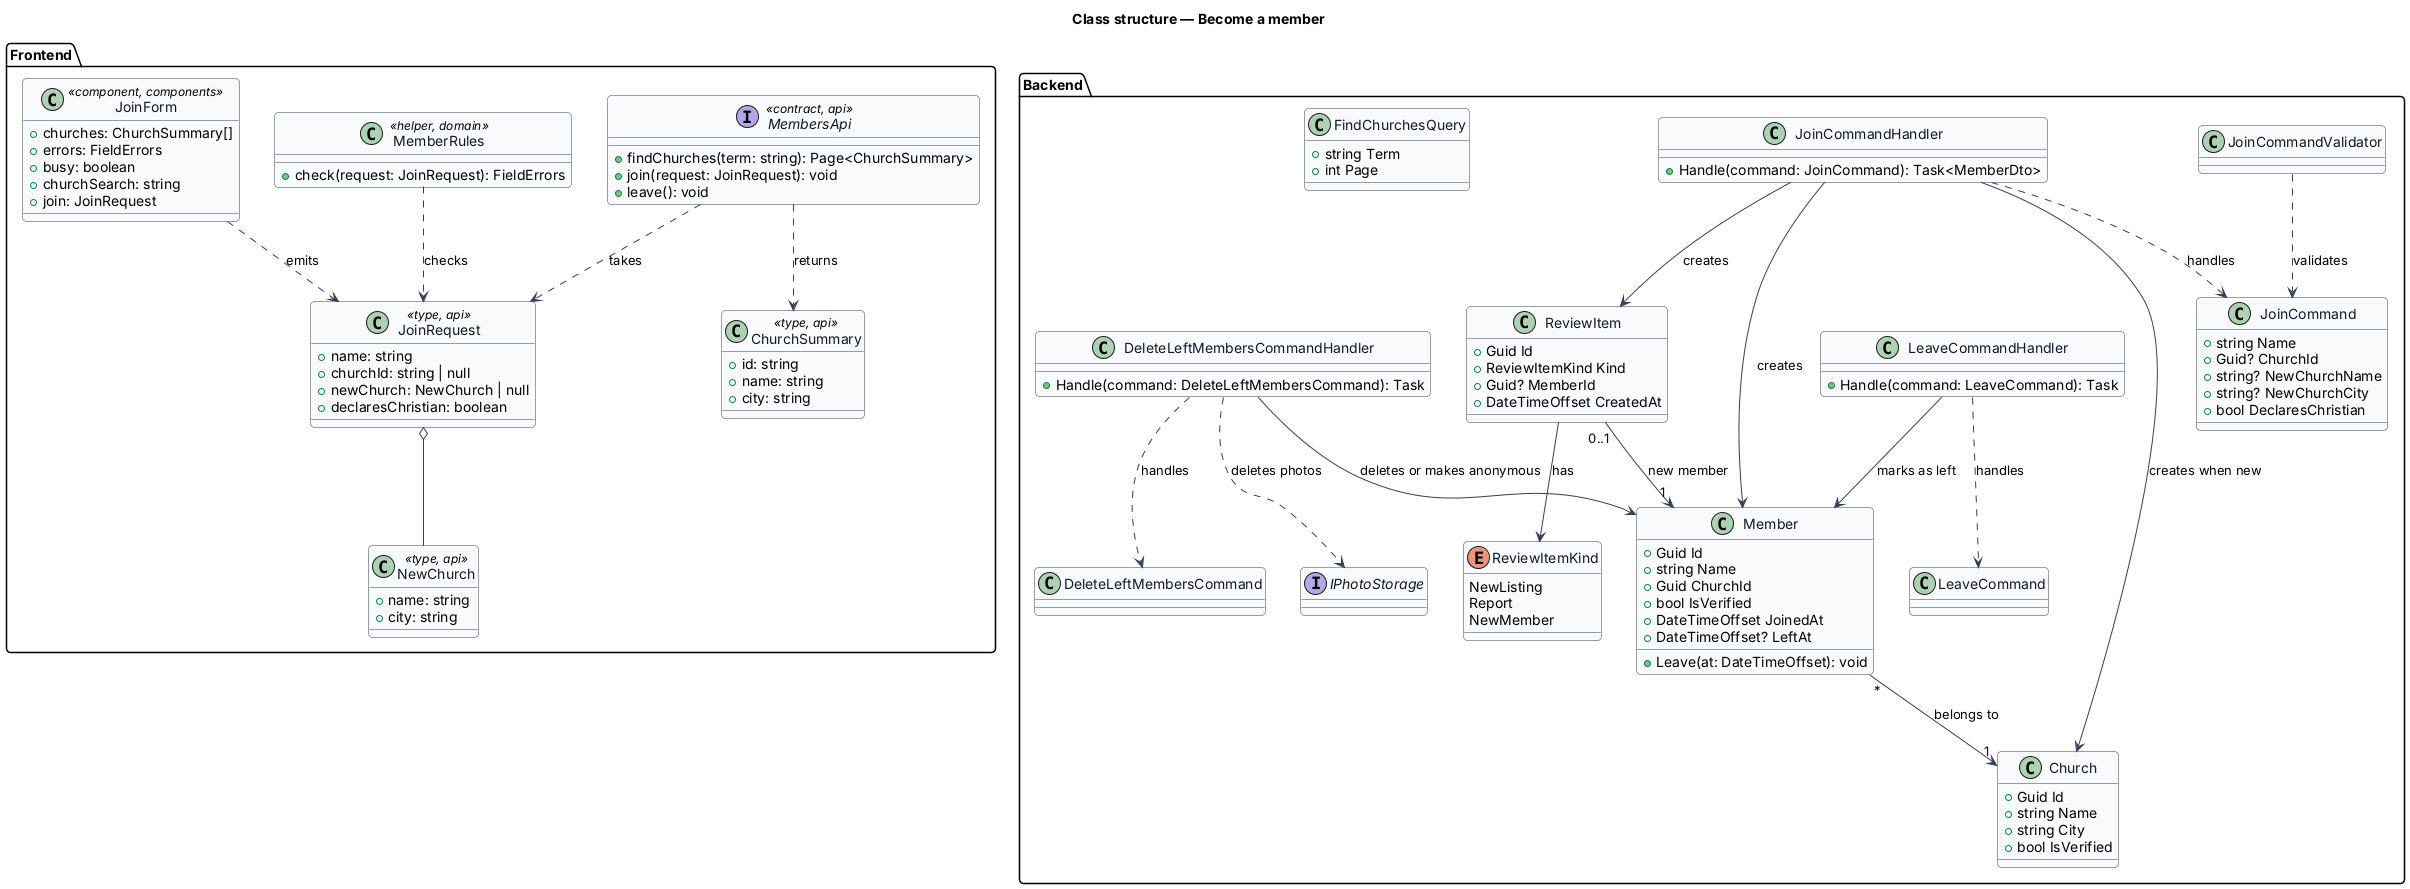 Class structure — Become a member
Frontend
C «component, components»
JoinForm
churches: ChurchSummary[]
errors: FieldErrors
busy: boolean
churchSearch: string
join: JoinRequest
C «helper, domain»
MemberRules
check(request: JoinRequest): FieldErrors
I «contract, api»
MembersApi
findChurches(term: string): Page<ChurchSummary>
join(request: JoinRequest): void
leave(): void
emits
checks
takes
returns
C «type, api»
JoinRequest
name: string
churchId: string | null
newChurch: NewChurch | null
declaresChristian: boolean
C «type, api»
ChurchSummary
id: string
name: string
city: string
C «type, api»
NewChurch
name: string
city: string
Backend
C FindChurchesQuery
string Term
int Page
C JoinCommandHandler
Handle(command: JoinCommand): Task<MemberDto>
C JoinCommandValidator
creates
handles
validates
C DeleteLeftMembersCommandHandler
Handle(command: DeleteLeftMembersCommand): Task
C ReviewItem
Guid Id
ReviewItemKind Kind
Guid? MemberId
DateTimeOffset CreatedAt
creates
C LeaveCommandHandler
Handle(command: LeaveCommand): Task
C JoinCommand
string Name
Guid? ChurchId
string? NewChurchName
string? NewChurchCity
bool DeclaresChristian
handles
deletes photos
deletes or makes anonymous
has
0..1
new member
1
marks as left
handles
creates when new
C DeleteLeftMembersCommand
I IPhotoStorage
E ReviewItemKind
NewListing
Report
NewMember
C Member
Guid Id
string Name
Guid ChurchId
bool IsVerified
DateTimeOffset JoinedAt
DateTimeOffset? LeftAt
Leave(at: DateTimeOffset): void
C LeaveCommand
*
belongs to
1
C Church
Guid Id
string Name
string City
bool IsVerified